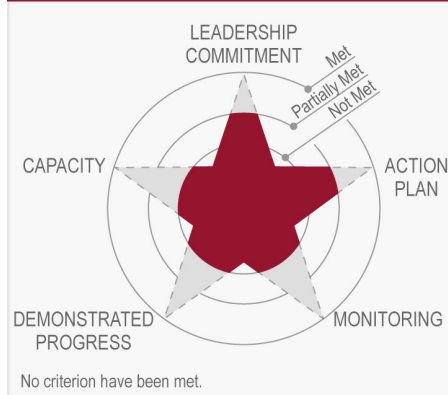 LEADERSHIP
COMMITMENT
Met
Partially Met
Not Met
CAPACITY
ACTION
PLAN
DEMONSTRATED
PROGRESS
MONITORING
No criterion have been met.